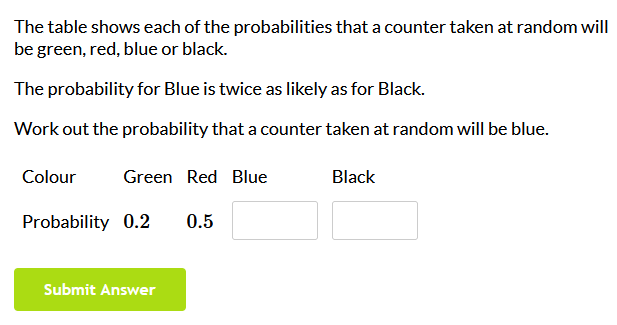 The table shows each of the probabilities that a counter taken at random will
be green, red, blue or black.
The probability for Blue is twice as likely as for Black.
Work out the probability that a counter taken at random will be blue.
Colour Green Red Blue Black
Probability 0.2 0.5
Submit Answer